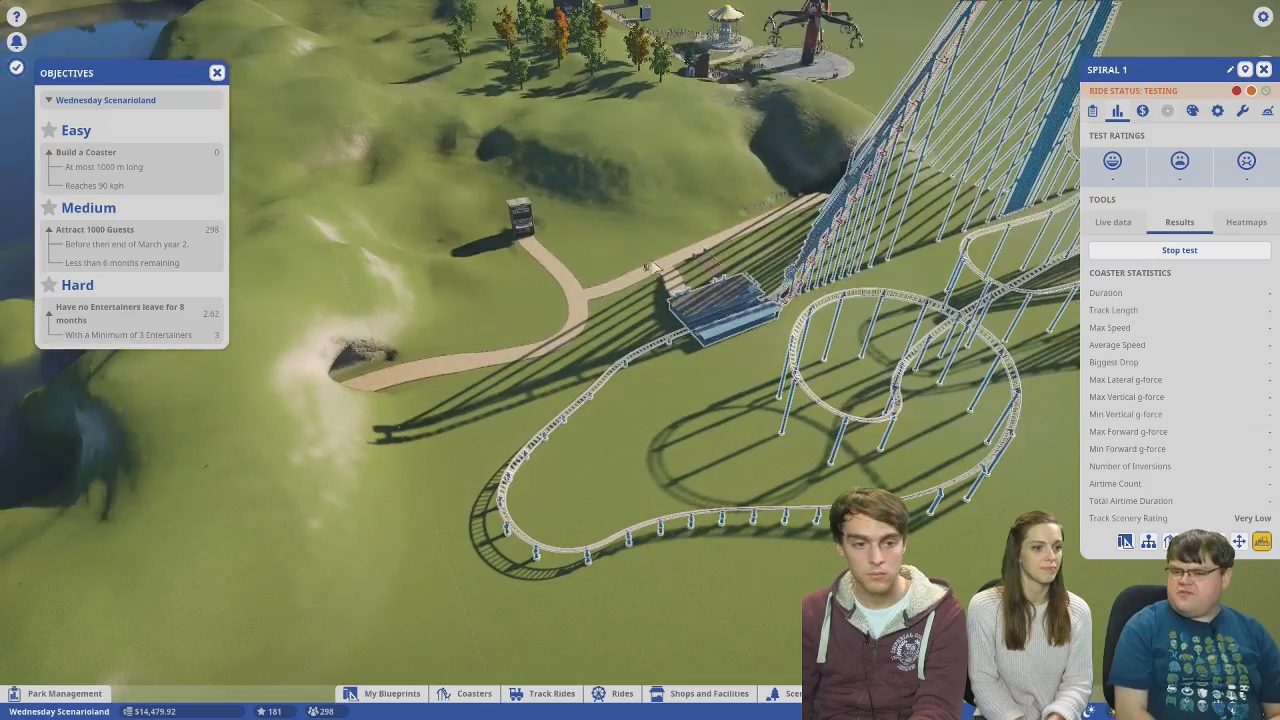 OBJECTIVES
Wednesday Scenarioland
Easy
Build a Coaster 0
At most 1000 m long
Reaches 90 kph
Medium
Attract 1000 Guests 298
Before then end of March year 2.
Less than 6 months remaining
Hard
Have no Entertainers leave for 8 months 2.62
With a Minimum of 3 Entertainers 3
SPIRAL 1
RIDE STATUS: TESTING
TEST RATINGS
- - -
TOOLS
Live data Results Heatmaps
Stop test
COASTER STATISTICS
Duration -
Track Length -
Max Speed -
Average Speed -
Biggest Drop -
Max Lateral g-force -
Max Vertical g-force -
Min Vertical g-force -
Max Forward g-force -
Min Forward g-force -
Number of Inversions -
Airtime Count -
Total Airtime Duration -
Track Scenery Rating Very Low
Park Management My Blueprints Coasters Track Rides Rides Shops and Facilities Scen
Wednesday Scenarioland $14,479.92 181 298